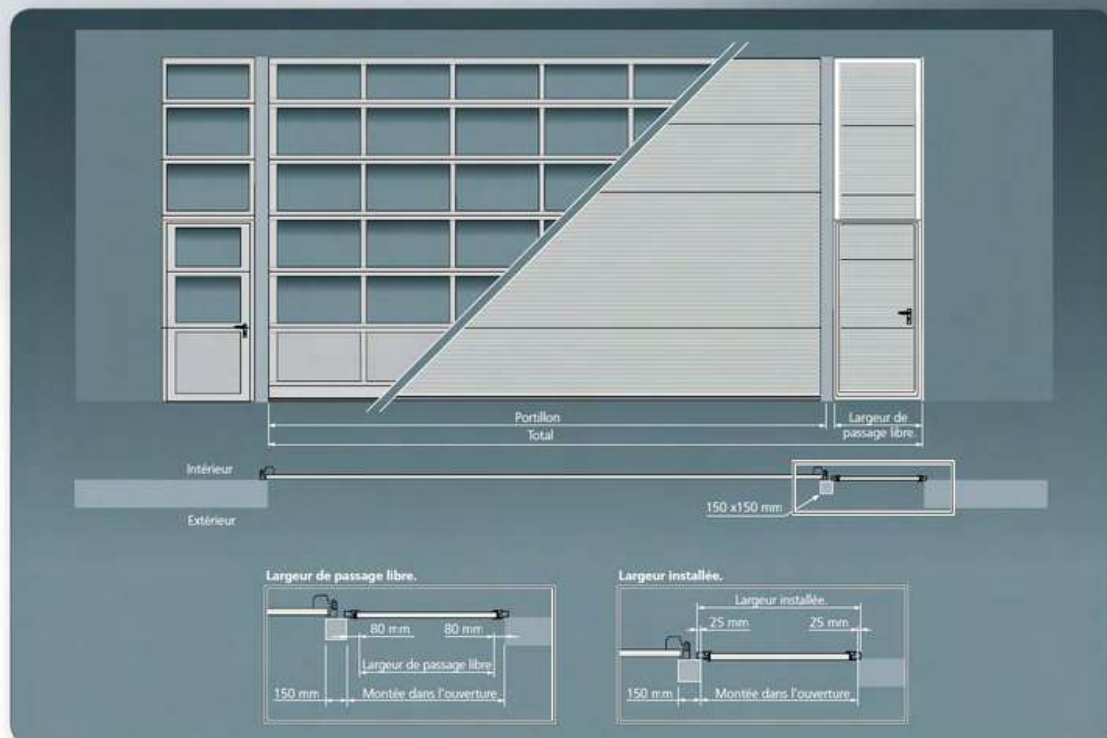 Portillon
Largeur de
passage libre.
Total
Intérieur
150 x150 mm
Extérieur
Largeur de passage libre.
80 mm 80 mm
Largeur de passage libre
150 mm Montée dans l'ouverture
Largeur installée.
Largeur installée.
25 mm 25 mm
150 mm Montée dans l'ouverture